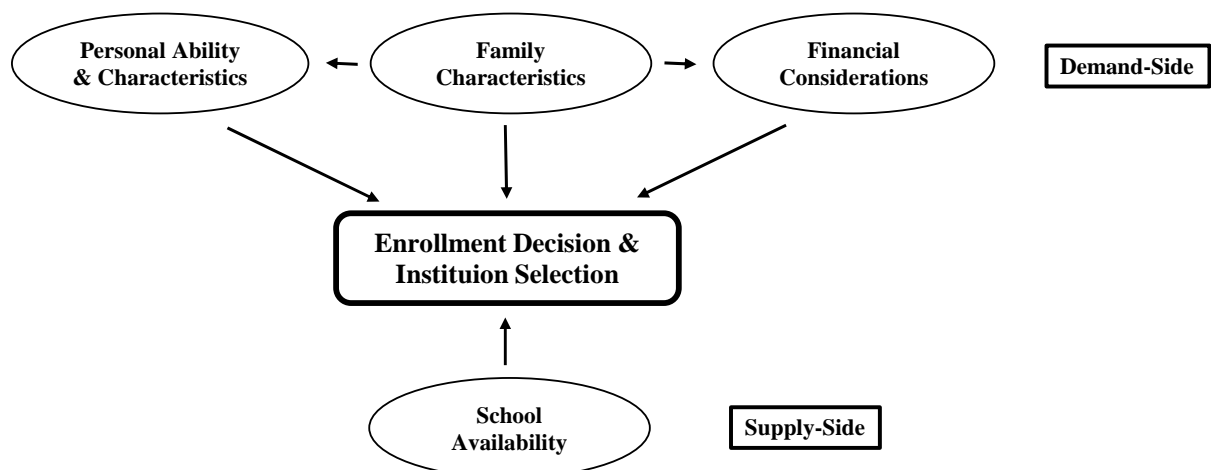 Personal Ability
& Characteristics
Family
Characteristics
Financial
Considerations
Demand-Side
Enrollment Decision &
Instituion Selection
School
Availability
Supply-Side